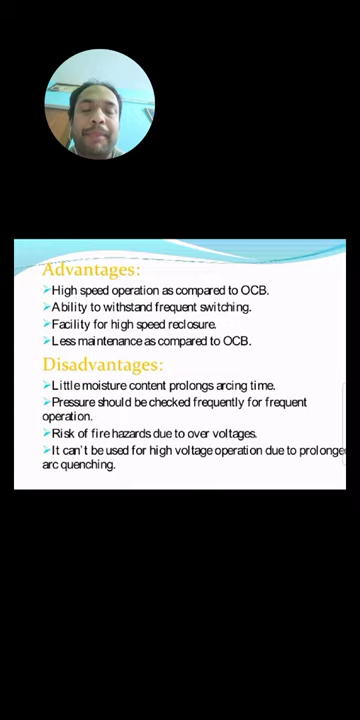 Advantages:
➤High speed operation as compared to OCB.
➤Ability to withstand frequent switching.
➤Facility for high speed reclosure.
➤Less maintenance as compared to OCB.
Disadvantages:
➤Little moisture content prolongs arcing time.
➤Pressure should be checked frequently for frequent
operation.
➤Risk of fire hazards due to over voltages.
➤It can't be used for high voltage operation due to prolonge
arc quenching.